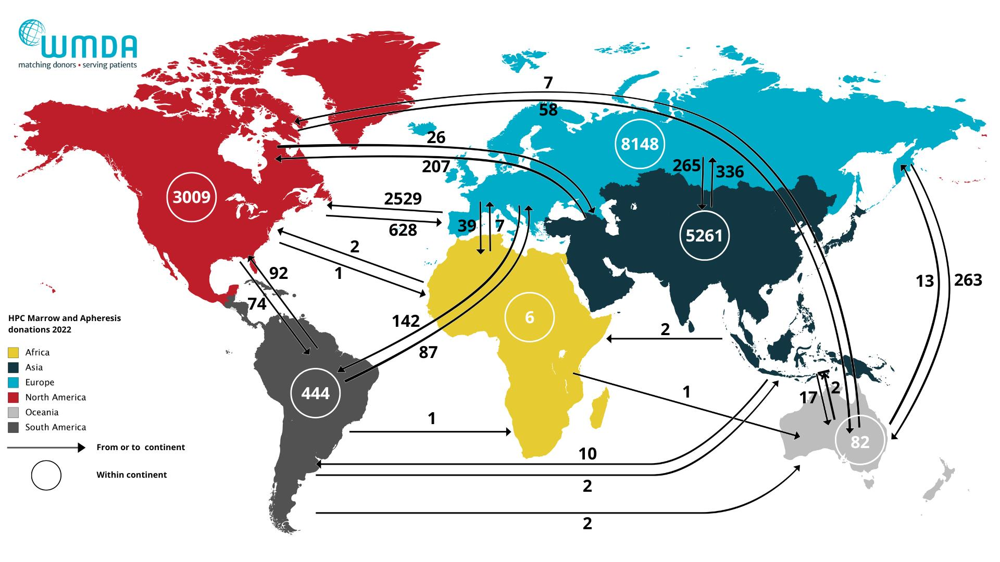 WMDA
matching donors • serving patients
7
58
26
207
8148
265
336
3009
2529
628
39
7
5261
2
1
92
74
13
263
142
87
6
2
HPC Marrow and Apheresis
donations 2022
Africa
Asia
Europe
North America
Oceania
South America
From or to continent
Within continent
444
1
1
17
2
82
10
2
2